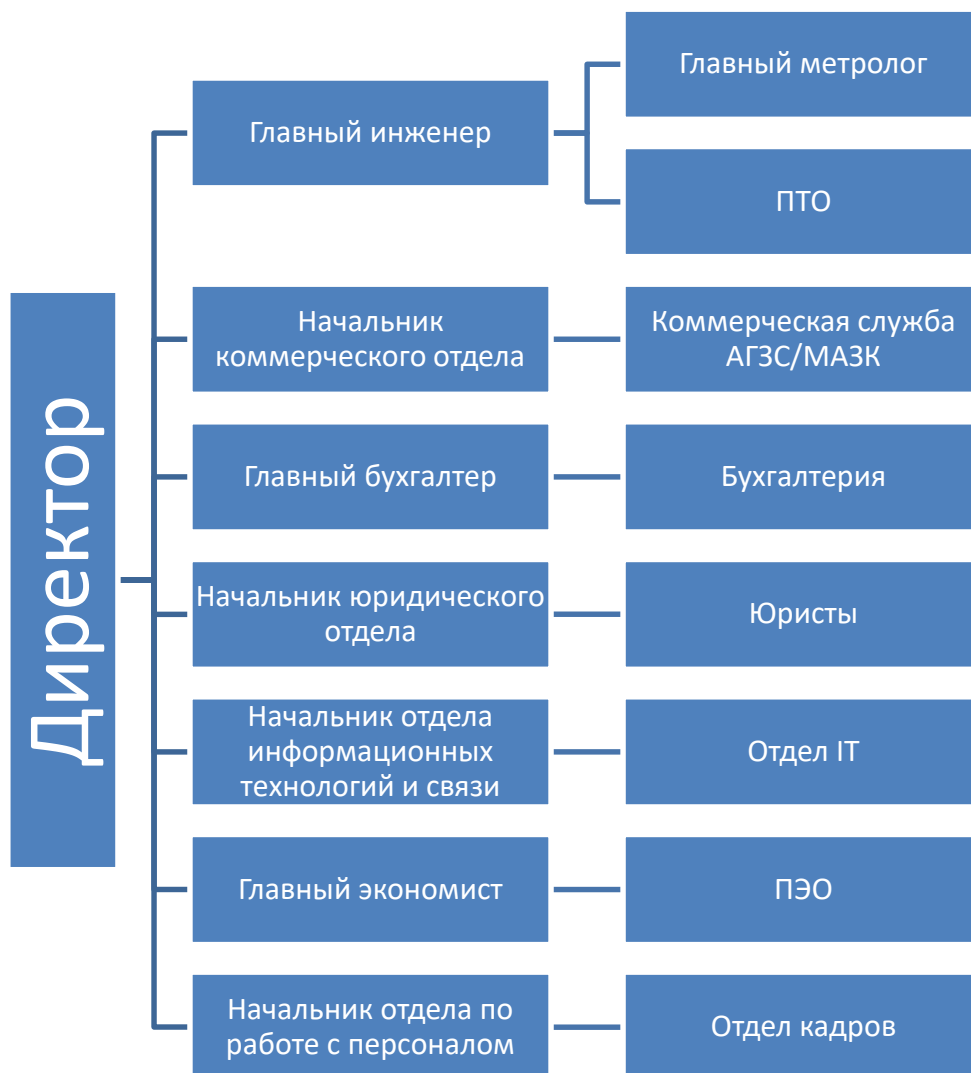 Директор
Главный инженер
Главный метролог
ПТО
Начальник
коммерческого отдела
Коммерческая служба
АГЗС/МАЗК
Главный бухгалтер
Бухгалтерия
Начальник юридического
отдела
Юристы
Начальник отдела
информационных
технологий и связи
Отдел IT
Главный экономист
ПЭО
Начальник отдела по
работе с персоналом
Отдел кадров